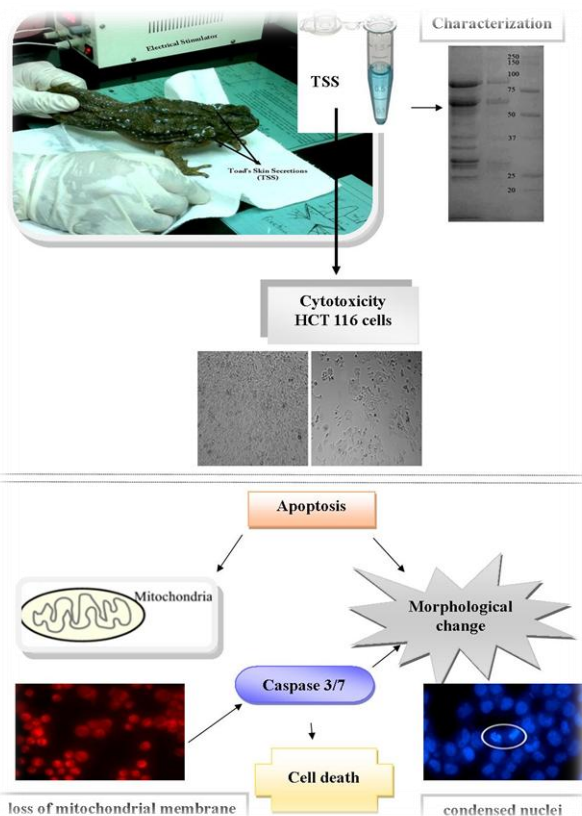 Characterization
Electrical Stimulator
TSS
Toad's Skin Secretions
(TSS)
250
150
100
75
50
37
25
20
Cytotoxicity
HCT 116 cells
Apoptosis
Mitochondria
Morphological
change
Caspase 3/7
Cell death
loss of mitochondrial membrane
condensed nuclei